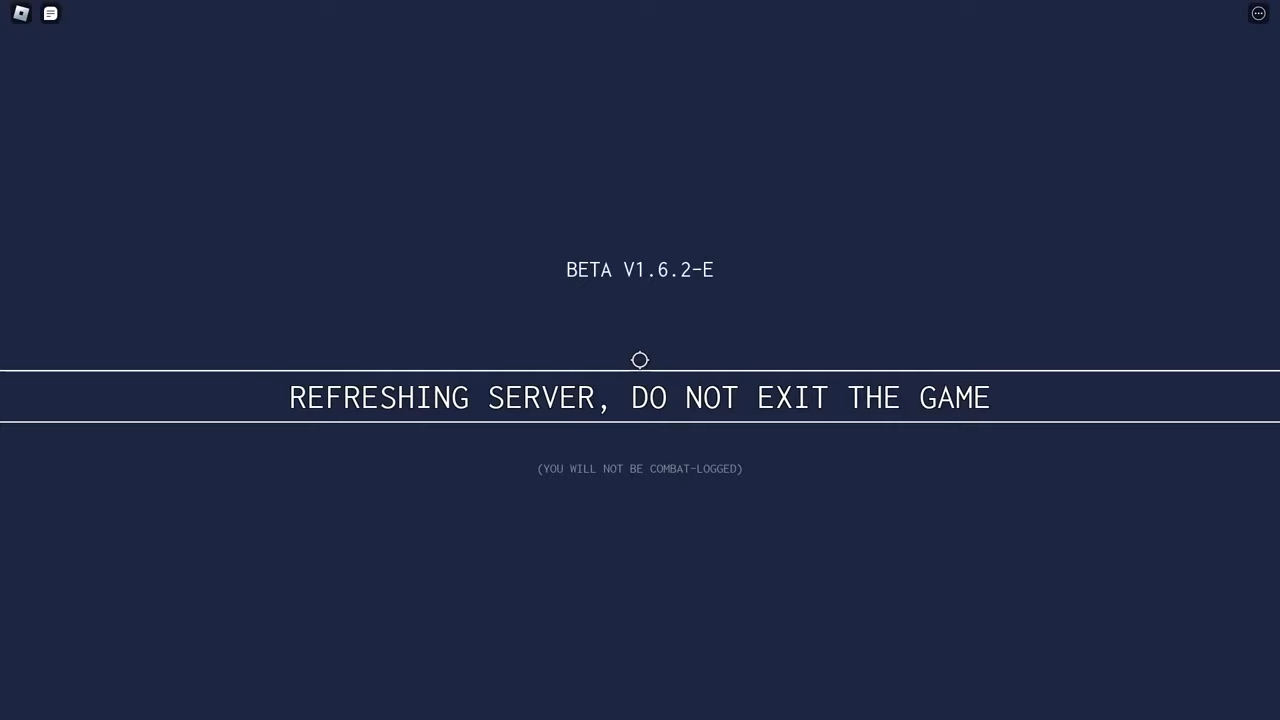 BETA V1.6.2-E
REFRESHING SERVER, DO NOT EXIT THE GAME
(YOU WILL NOT BE COMBAT-LOGGED)